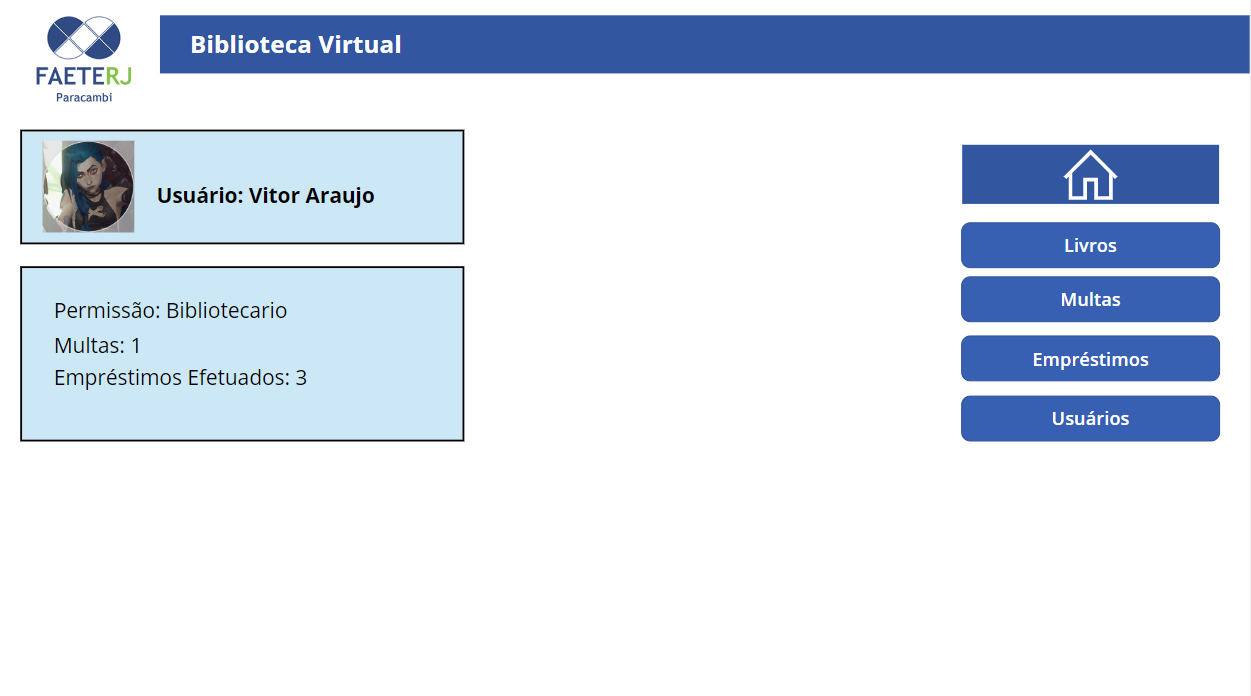 FAETERJ
Paracambi
Biblioteca Virtual
Usuário: Vitor Araujo
Permissão: Bibliotecario
Multas: 1
Empréstimos Efetuados: 3
Livros
Multas
Empréstimos
Usuários